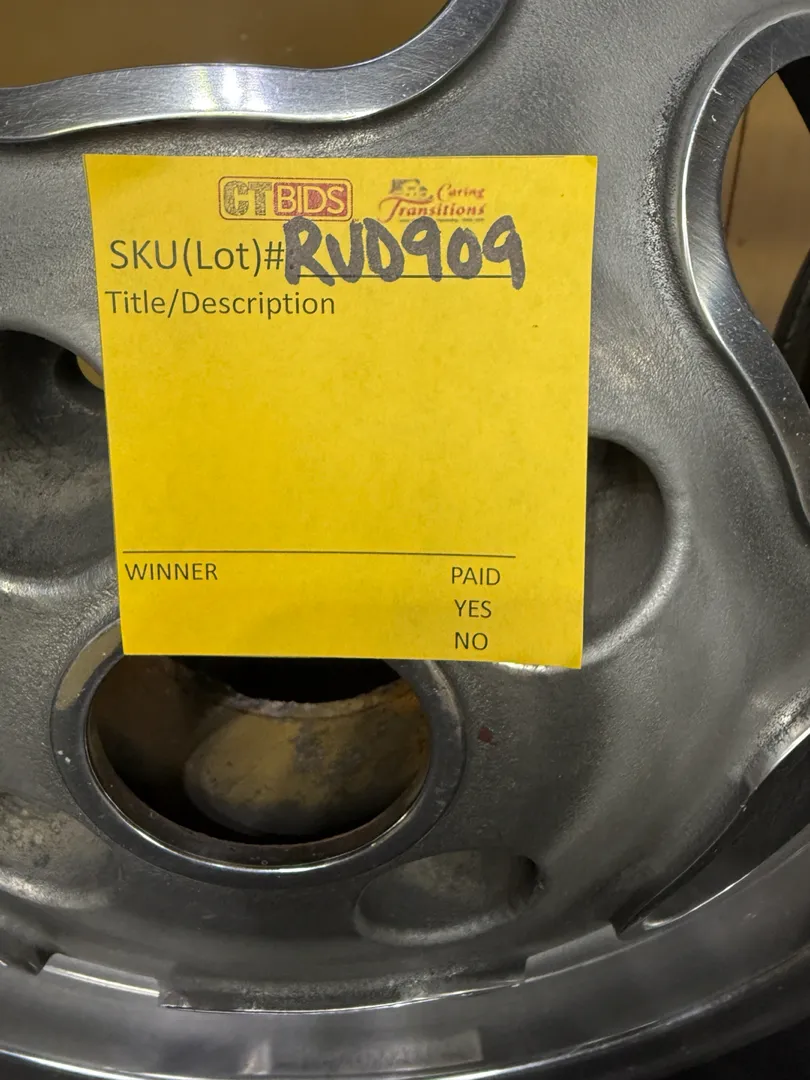 CTBIDS Caring Transitions
SKU(Lot)#:RVD909
Title/Description
WINNER PAID
YES
NO